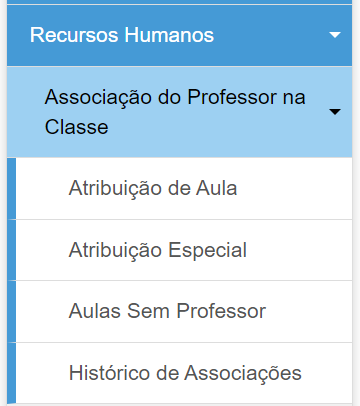 Recursos Humanos
Associação do Professor na
Classe
Atribuição de Aula
Atribuição Especial
Aulas Sem Professor
Histórico de Associações